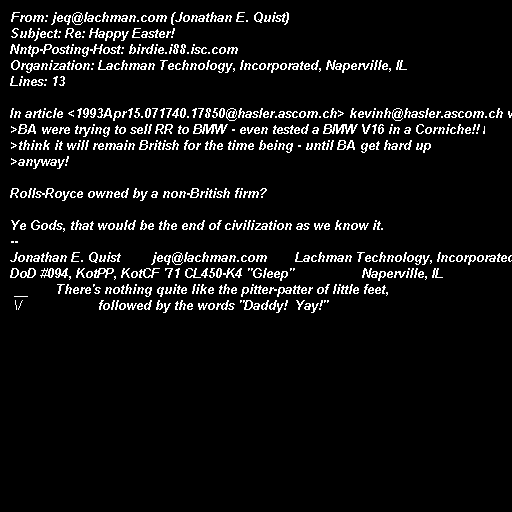 From: jeq@lachman.com (Jonathan E. Quist)
Subject: Re: Happy Easter!
Nntp-Posting-Host: birdie.i88.isc.com
Organization: Lachman Technology, Incorporated, Naperville, IL
Lines: 13

In article <1993Apr15.071740.17850@hasler.ascom.ch> kevinh@hasler.ascom.ch
>BA were trying to sell RR to BMW - even tested a BMW V16 in a Corniche!!
>think it will remain British for the time being - until BA get hard up
>anyway!

Rolls-Royce owned by a non-British firm?

Ye Gods, that would be the end of civilization as we know it.
--
Jonathan E. Quist jeq@lachman.com Lachman Technology, Incorporated
DoD #094, KotPP, KotCF '71 CL450-K4 "Gleep" Naperville, IL
__ There's nothing quite like the pitter-patter of little feet,
\/ followed by the words "Daddy! Yay!"